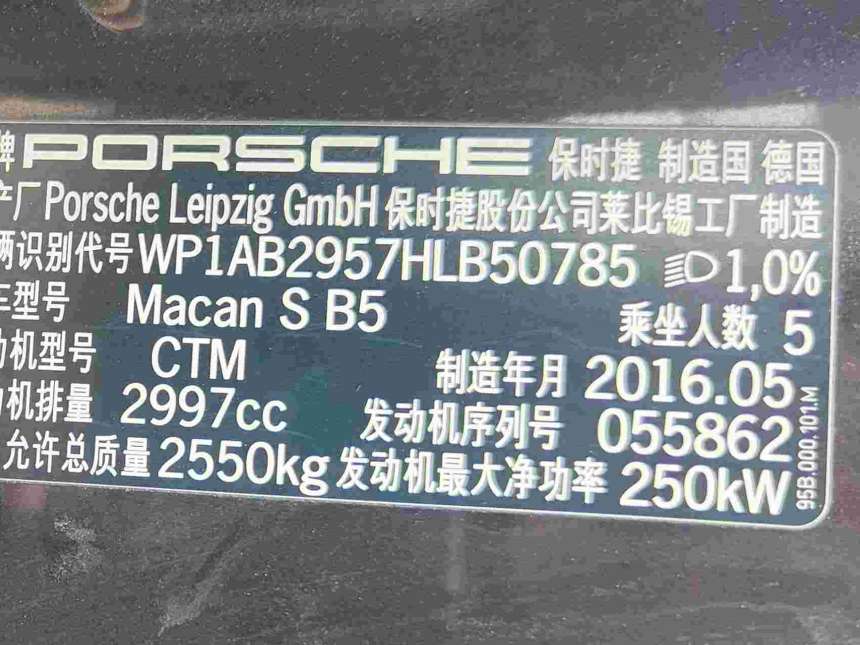 牌 PORSCHE 保时捷 制造国 德国
产厂 Porsche Leipzig GmbH 保时捷股份公司莱比锡工厂制造
辆识别代号 WP1AB2957HLB50785 1,0%
车型号 Macan S B5 乘坐人数 5
动机型号 CTM 制造年月 2016.05
动机排量 2997cc 发动机序列号 055862
允许总质量 2550kg 发动机最大净功率 250kW
95B.000.101.M